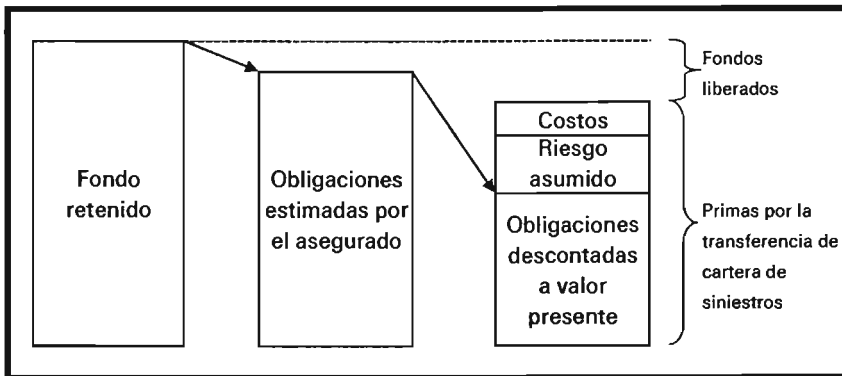 Fondo
retenido
Obligaciones
estimadas por
el asegurado
Costos
Riesgo
asumido
Obligaciones
descontadas
a valor
presente
Fondos
liberados
Primas por la
transferencia de
cartera de
siniestros